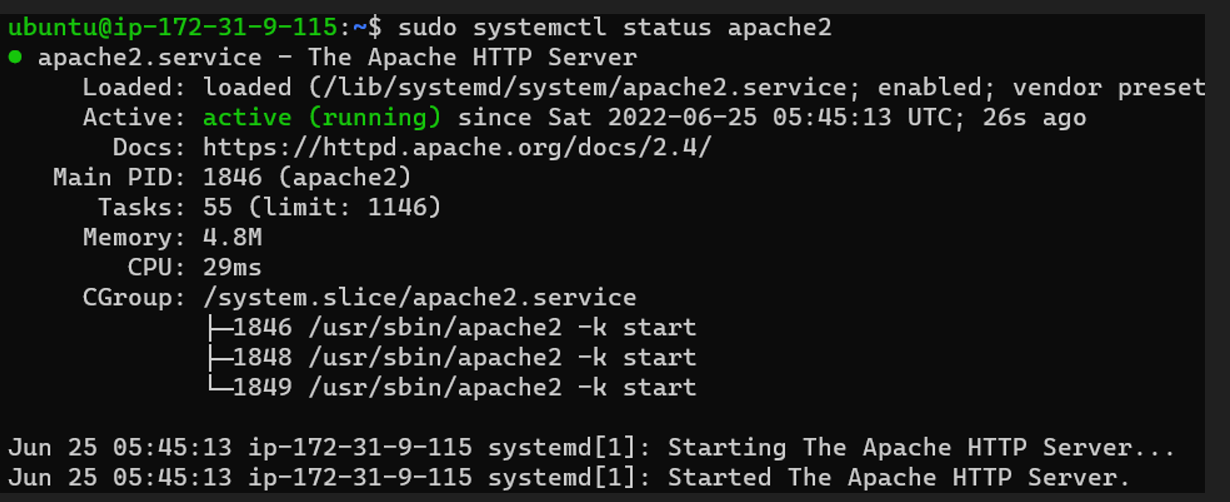 ubuntu@ip-172-31-9-115:~$ sudo systemctl status apache2
● apache2.service - The Apache HTTP Server
     Loaded: loaded (/lib/systemd/system/apache2.service; enabled; vendor preset
     Active: active (running) since Sat 2022-06-25 05:45:13 UTC; 26s ago
       Docs: https://httpd.apache.org/docs/2.4/
   Main PID: 1846 (apache2)
      Tasks: 55 (limit: 1146)
     Memory: 4.8M
        CPU: 29ms
     CGroup: /system.slice/apache2.service
             ├─1846 /usr/sbin/apache2 -k start
             ├─1848 /usr/sbin/apache2 -k start
             └─1849 /usr/sbin/apache2 -k start
Jun 25 05:45:13 ip-172-31-9-115 systemd[1]: Starting The Apache HTTP Server...
Jun 25 05:45:13 ip-172-31-9-115 systemd[1]: Started The Apache HTTP Server.